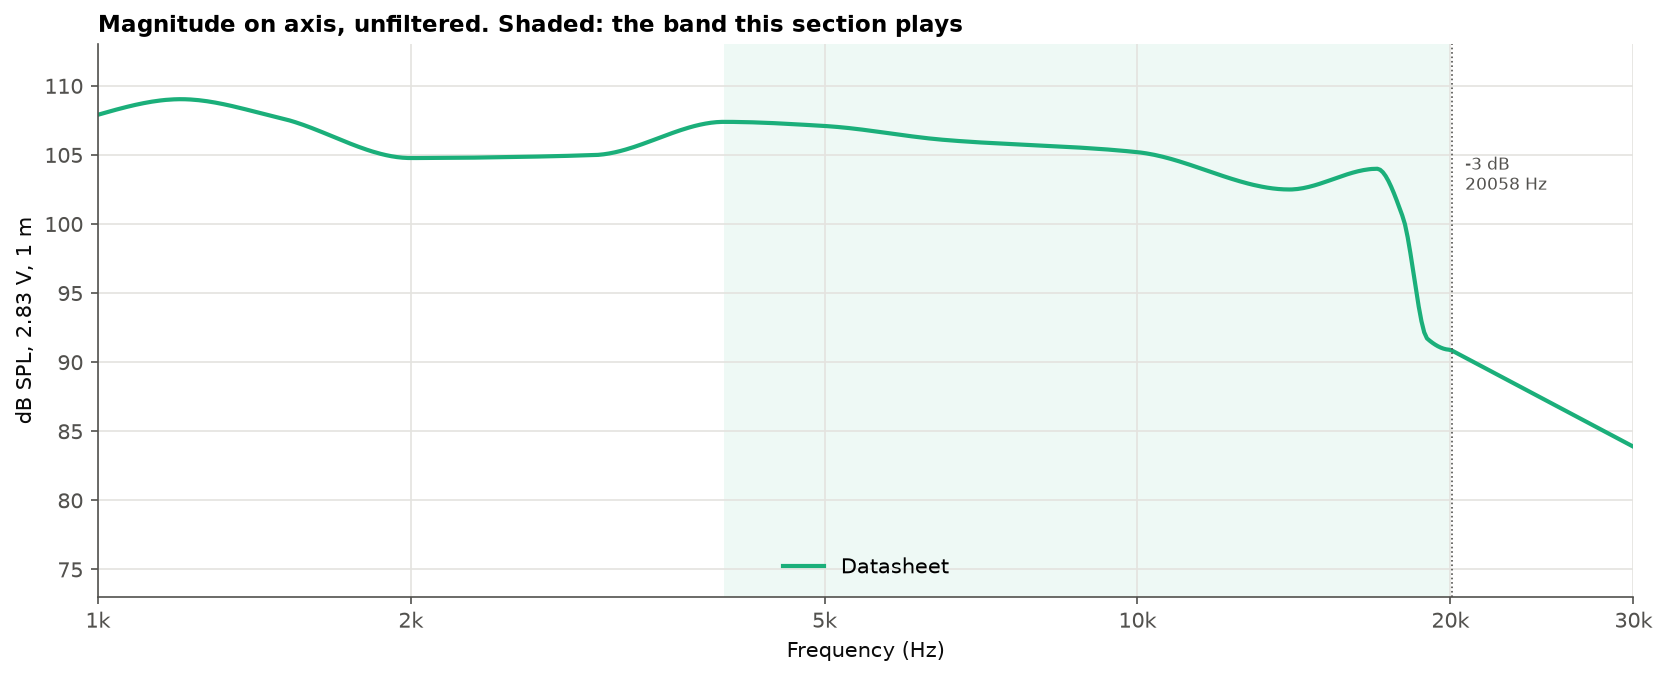 Magnitude on axis, unfiltered. Shaded: the band this section plays
110
105
100
95
90
85
80
75
dB SPL, 2.83 V, 1 m
-3 dB
20058 Hz
Datasheet
1k 2k 5k 10k 20k 30k
Frequency (Hz)